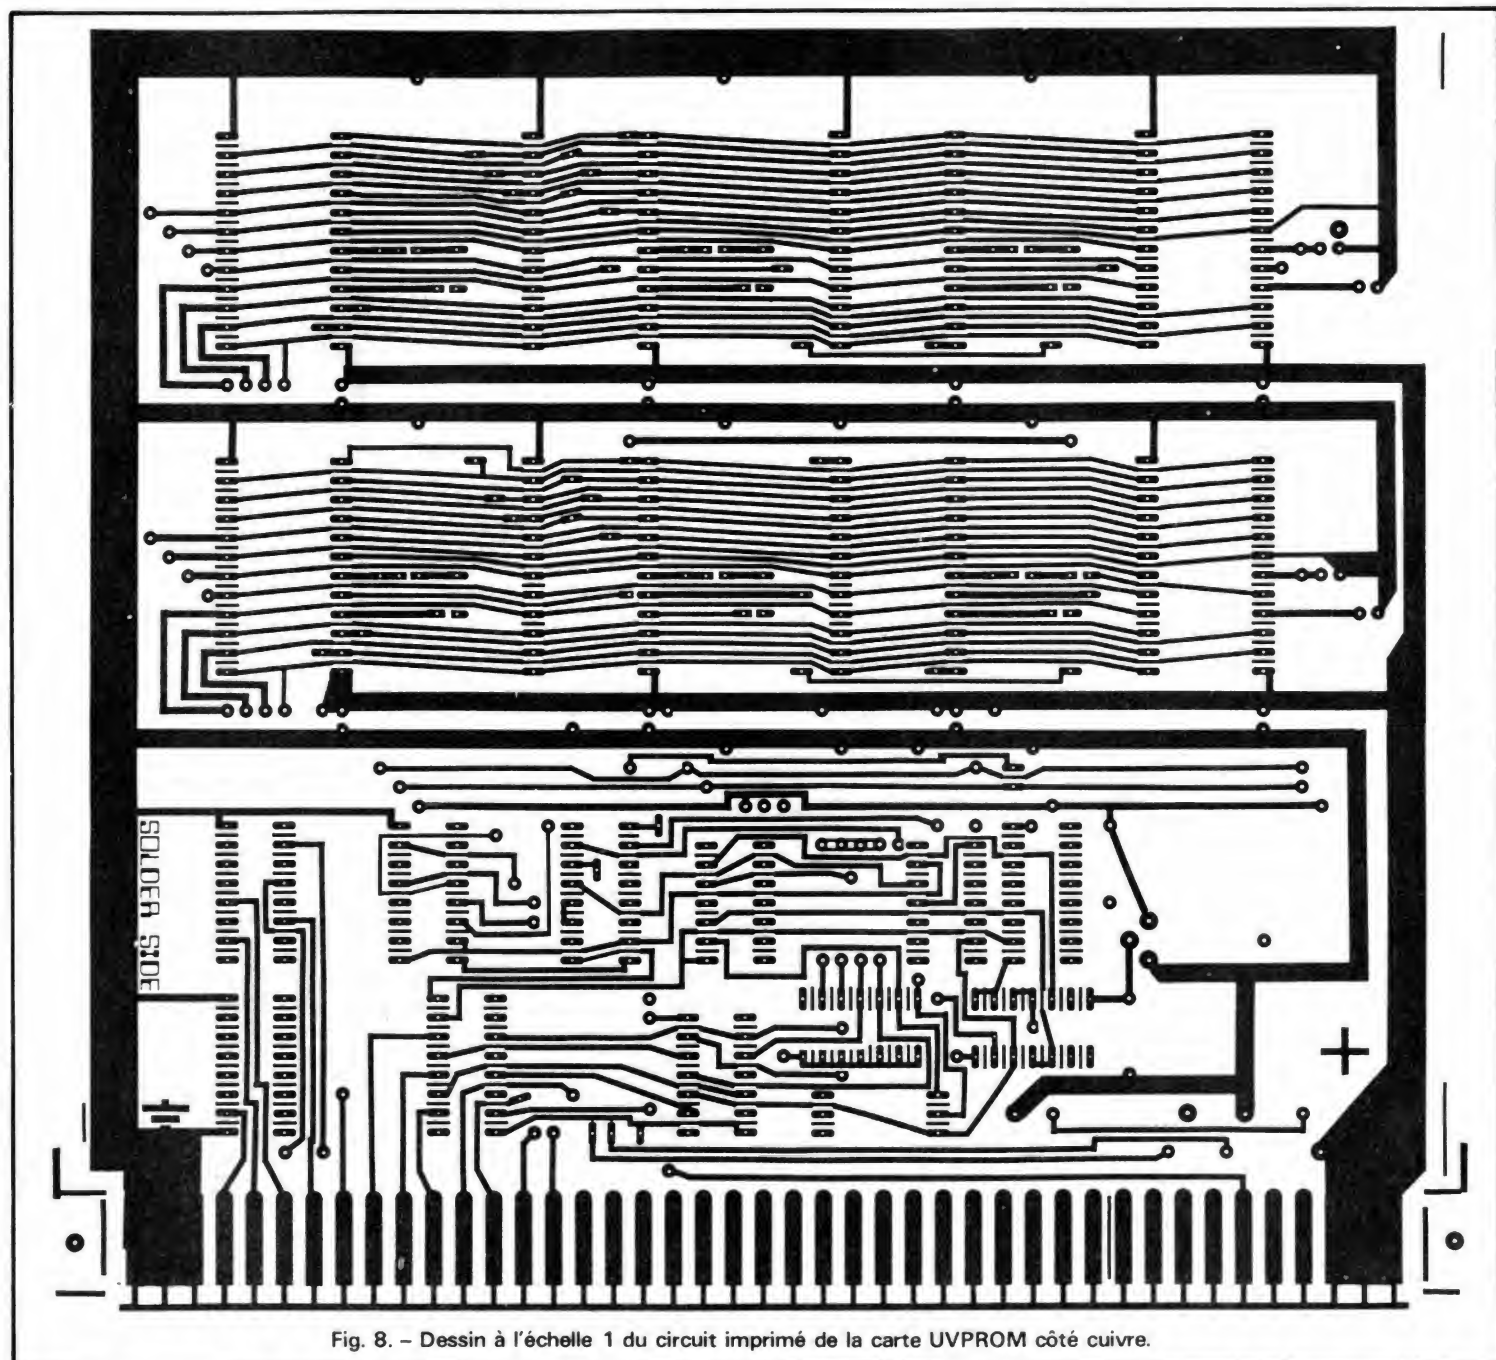 SOLDER SIDE
Fig. 8. – Dessin à l'échelle 1 du circuit imprimé de la carte UVPROM côté cuivre.